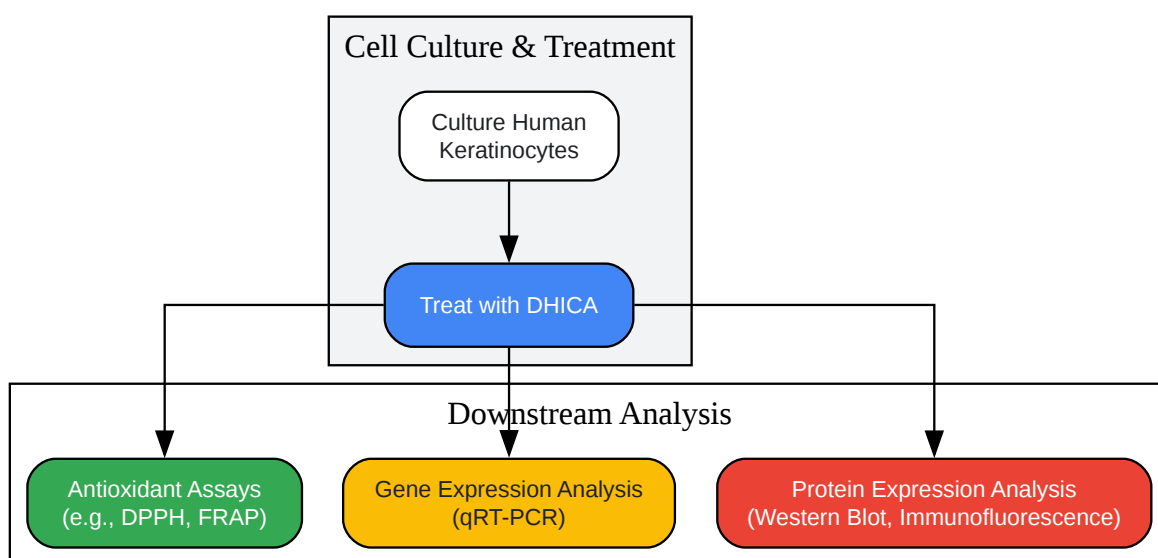 Cell Culture & Treatment
Culture Human
Keratinocytes
Treat with DHICA
Downstream Analysis
Antioxidant Assays
(e.g., DPPH, FRAP)
Gene Expression Analysis
(qRT-PCR)
Protein Expression Analysis
(Western Blot, Immunofluorescence)